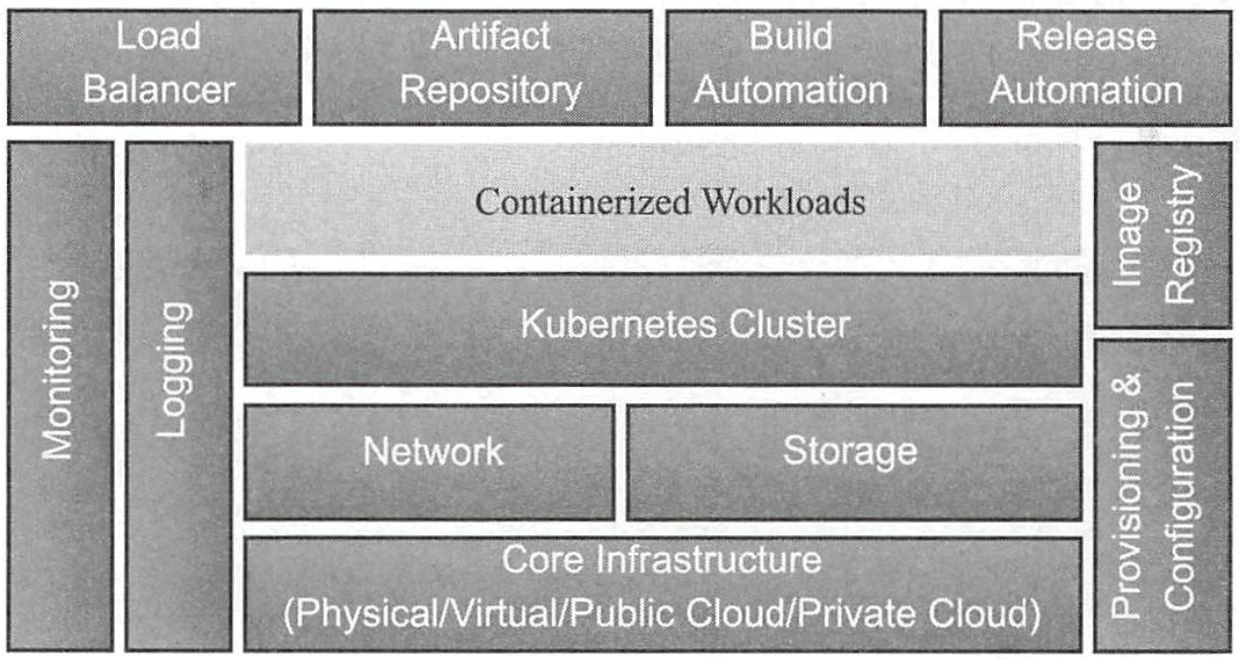 Load
Balancer
Artifact
Repository
Build
Automation
Release
Automation
Monitoring
Logging
Containerized Workloads
Image
Registry
Kubernetes Cluster
Network
Storage
Provisioning &
Configuration
Core Infrastructure
(Physical/Virtual/Public Cloud/Private Cloud)